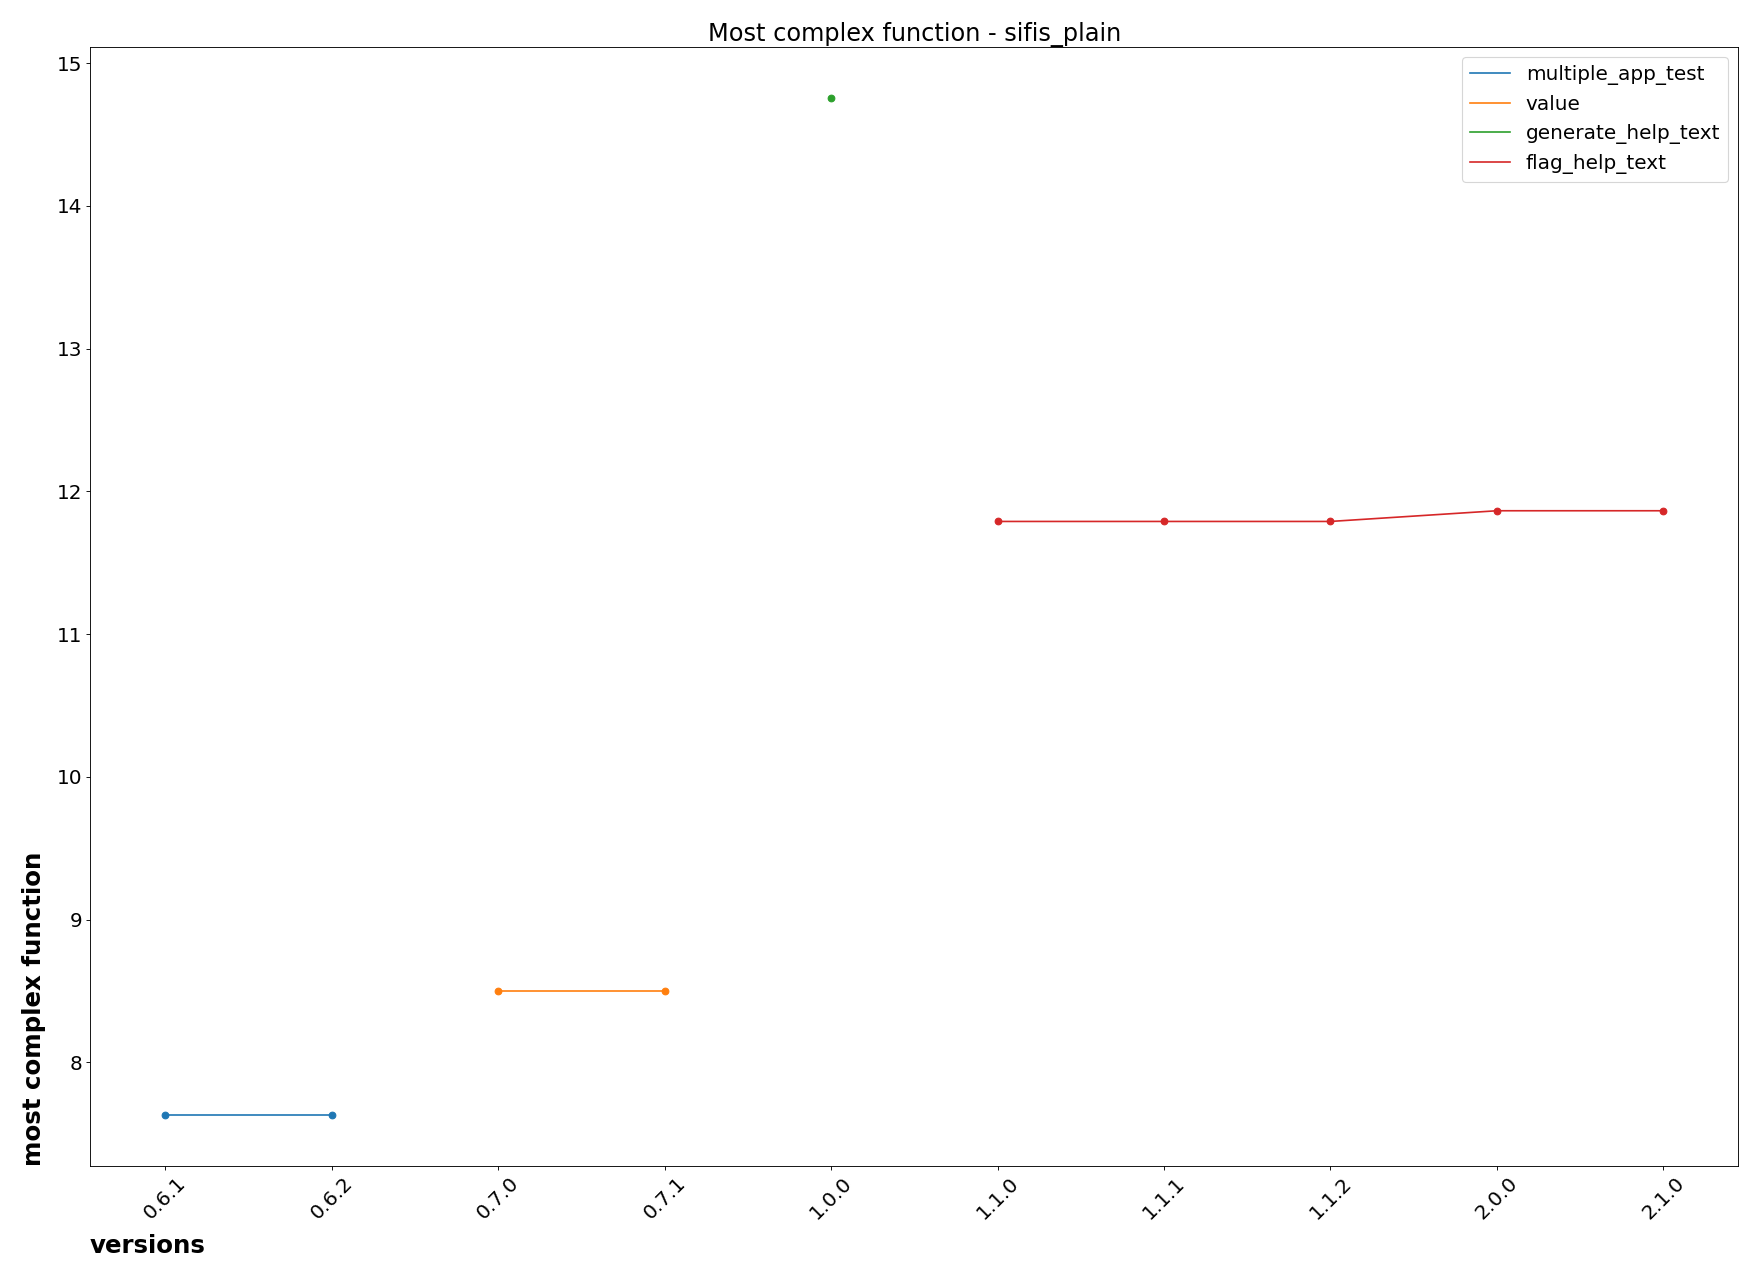 Most complex function - sifis_plain
multiple_app_test
value
generate_help_text
flag_help_text
15
14
13
12
11
10
9
8
most complex function
0.6.1
0.6.2
0.7.0
0.7.1
1.0.0
1.1.0
1.1.1
1.1.2
2.0.0
2.1.0
versions